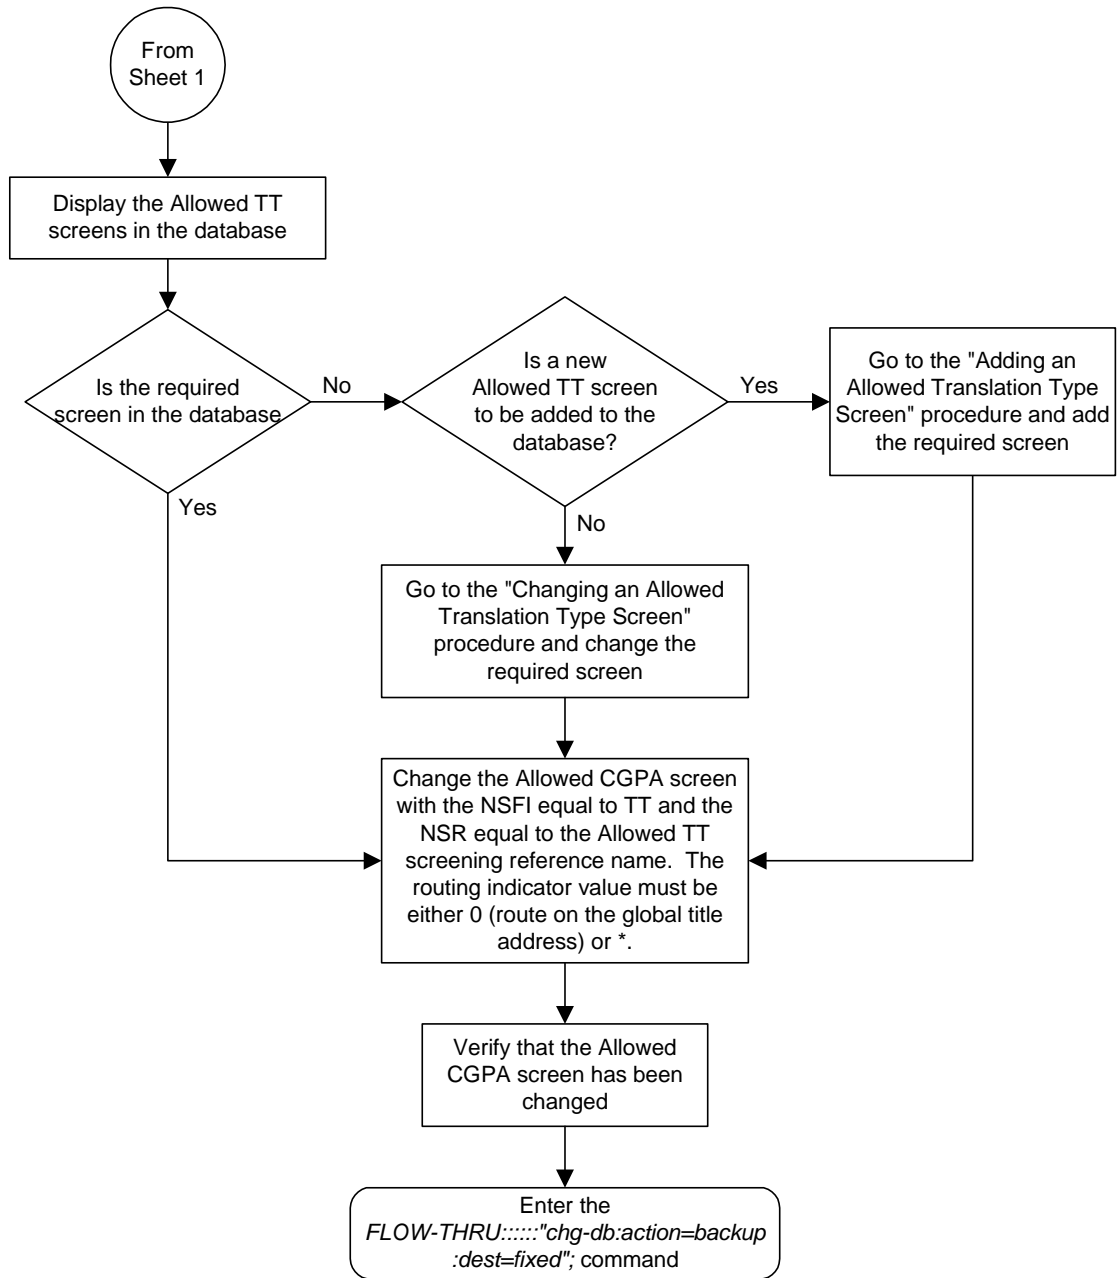 From
Sheet 1
Display the Allowed TT
screens in the database
Is the required
screen in the database
No
Yes
Is a new
Allowed TT screen
to be added to the
database?
Yes
No
Go to the "Adding an
Allowed Translation Type
Screen" procedure and add
the required screen
Go to the "Changing an Allowed
Translation Type Screen"
procedure and change the
required screen
Change the Allowed CGPA screen
with the NSFI equal to TT and the
NSR equal to the Allowed TT
screening reference name. The
routing indicator value must be
either 0 (route on the global title
address) or *.
Verify that the Allowed
CGPA screen has been
changed
Enter the
FLOW-THRU::::::"chg-db:action=backup
:dest=fixed"; command